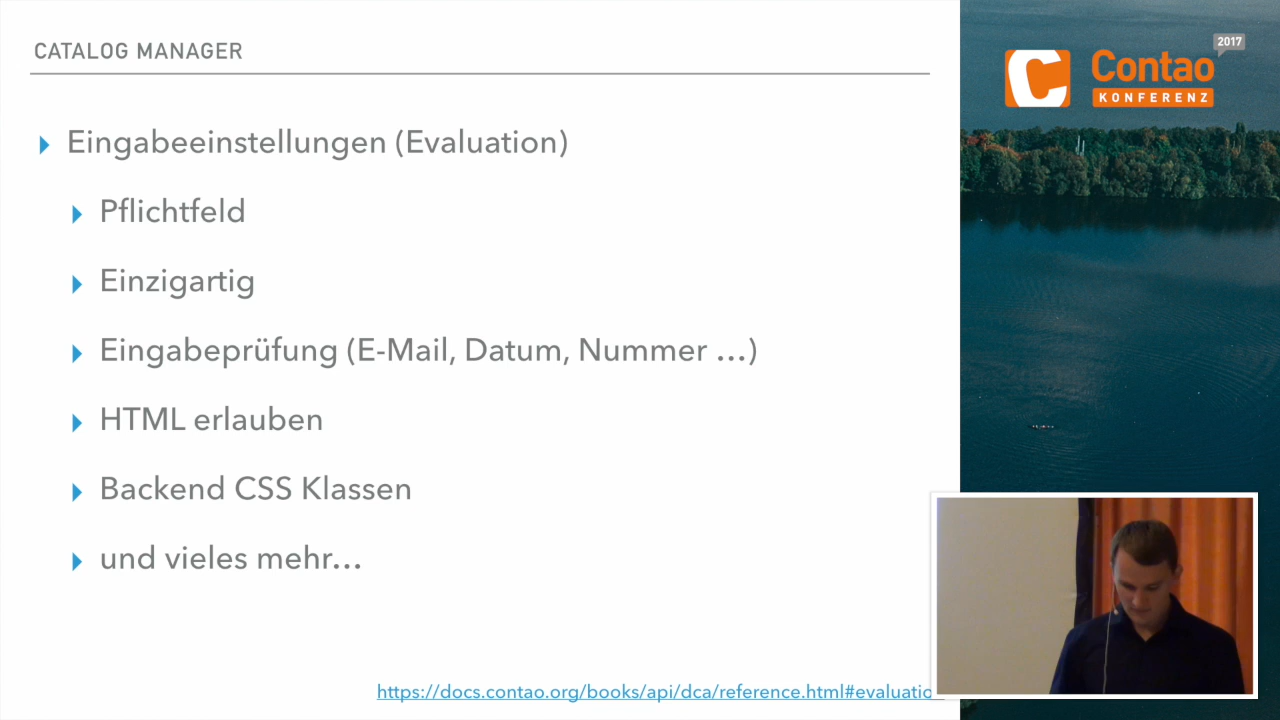 CATALOG MANAGER
2017
Contao
KONFERENZ
Eingabeeinstellungen (Evaluation)
Pflichtfeld
Einzigartig
Eingabeprüfung (E-Mail, Datum, Nummer …)
HTML erlauben
Backend CSS Klassen
und vieles mehr…
https://docs.contao.org/books/api/dca/reference.html#evaluatio